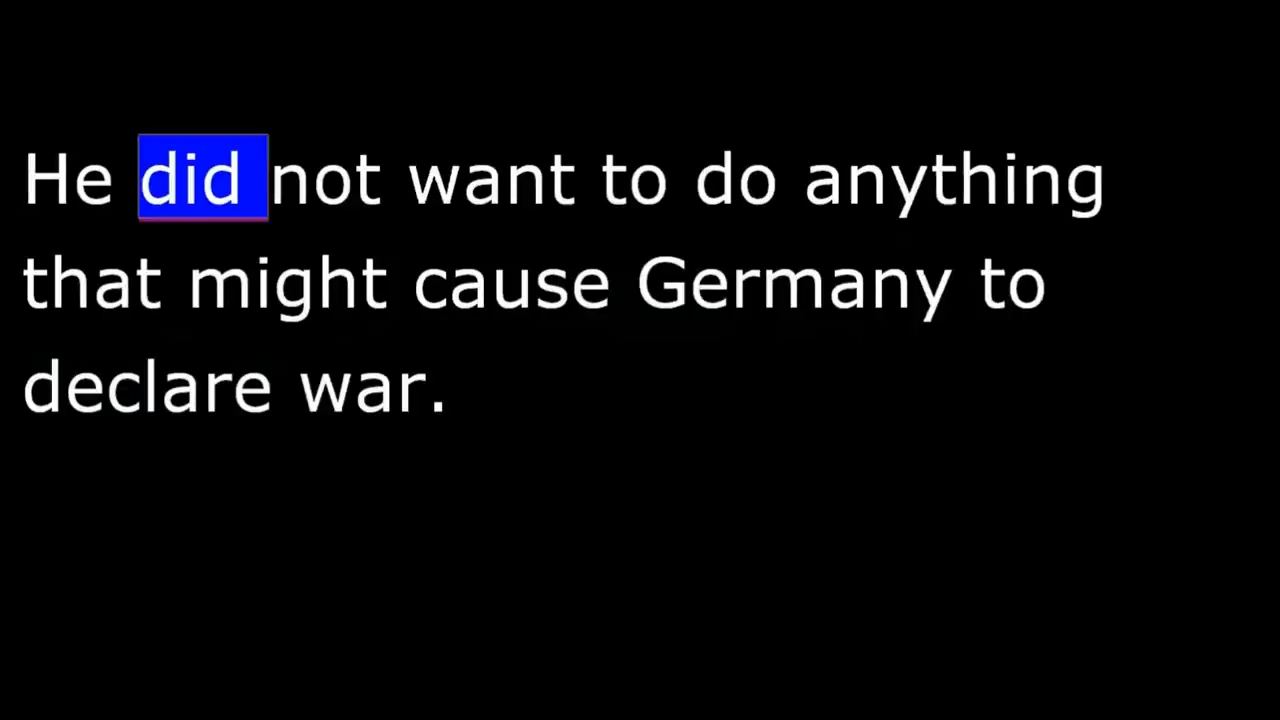 He did not want to do anything
that might cause Germany to
declare war.